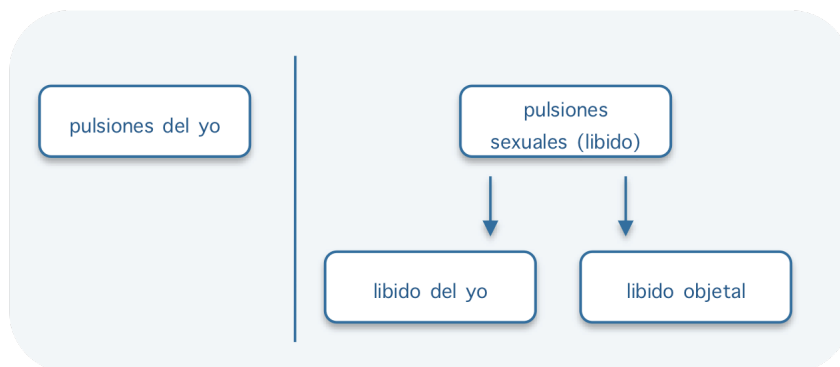 pulsiones del yo
pulsiones
sexuales (libido)
libido del yo
libido objetal